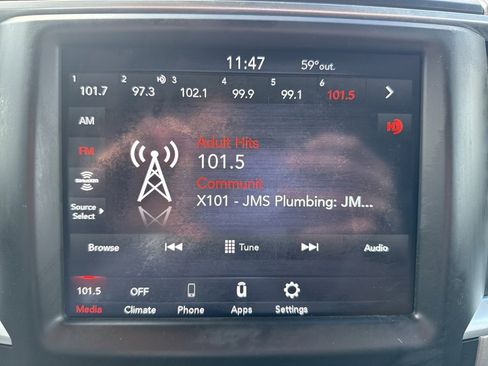 11:47 59° out.
1 2 3 4 5 6
101.7 97.3 102.1 99.9 99.1 101.5
AM
FM
SiriusXM
Source Select
Adult Hits
101.5
Communit
X101 - JMS Plumbing: JM...
Browse Tune Audio
101.5 OFF
Media Climate Phone Apps Settings